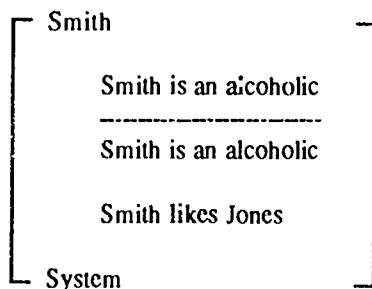 Smith
Smith is an alcoholic
Smith is an alcoholic
Smith likes Jones
System